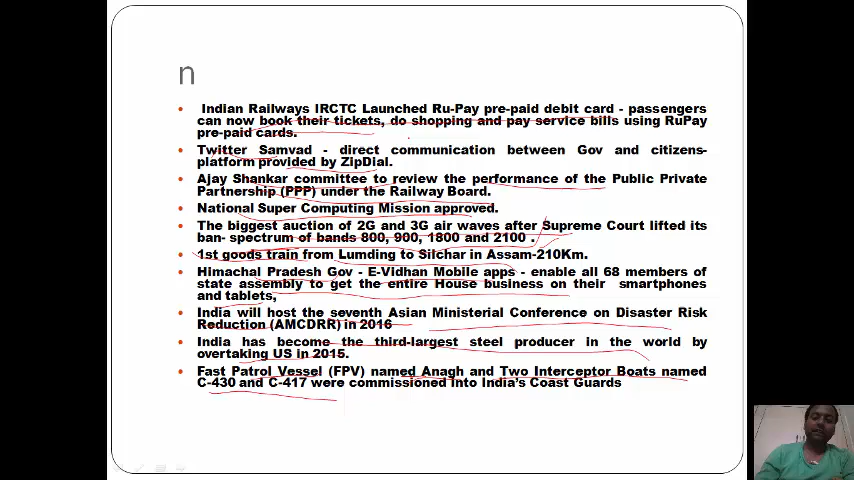 n
Indian Railways IRCTC Launched Ru-Pay pre-paid debit card - passengers
can now book their tickets, do shopping and pay service bills using RuPay
pre-paid cards.
Twitter Samvad - direct communication between Gov and citizens-
platform provided by ZipDial.
Ajay Shankar committee to review the performance of the Public Private
Partnership (PPP) under the Railway Board.
National Super Computing Mission approved.
The biggest auction of 2G and 3G air waves after Supreme Court lifted its
ban- spectrum of bands 800, 900, 1800 and 2100 .
1st goods train from Lumding to Silchar in Assam-210Km.
Himachal Pradesh Gov - E-Vidhan Mobile apps - enable all 68 members of
state assembly to get the entire House business on their smartphones
and tablets,
India will host the seventh Asian Ministerial Conference on Disaster Risk
Reduction (AMCDRR) in 2016
India has become the third-largest steel producer in the world by
overtaking US in 2015.
Fast Patrol Vessel (FPV) named Anagh and Two Interceptor Boats named
C-430 and C-417 were commissioned into India's Coast Guards